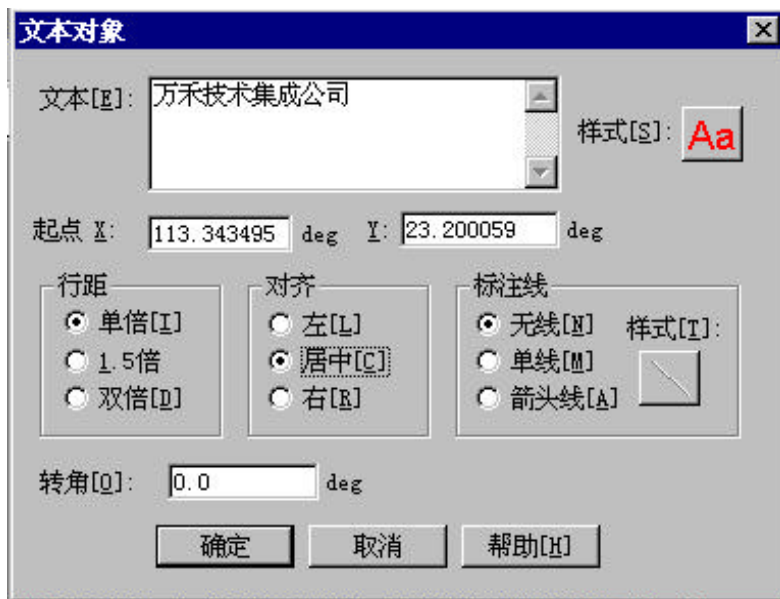 文本对象
文本[E]: 万禾技术集成公司
样式[S]: Aa
起点 X: 113.343495 deg Y: 23.200059 deg
行距 对齐 标注线
单倍[I] 左[L] 无线[N] 样式[T]:
1.5倍 居中[C] 单线[M]
双倍[D] 右[R] 箭头线[A]
转角[O]: 0.0 deg
确定 取消 帮助[H]